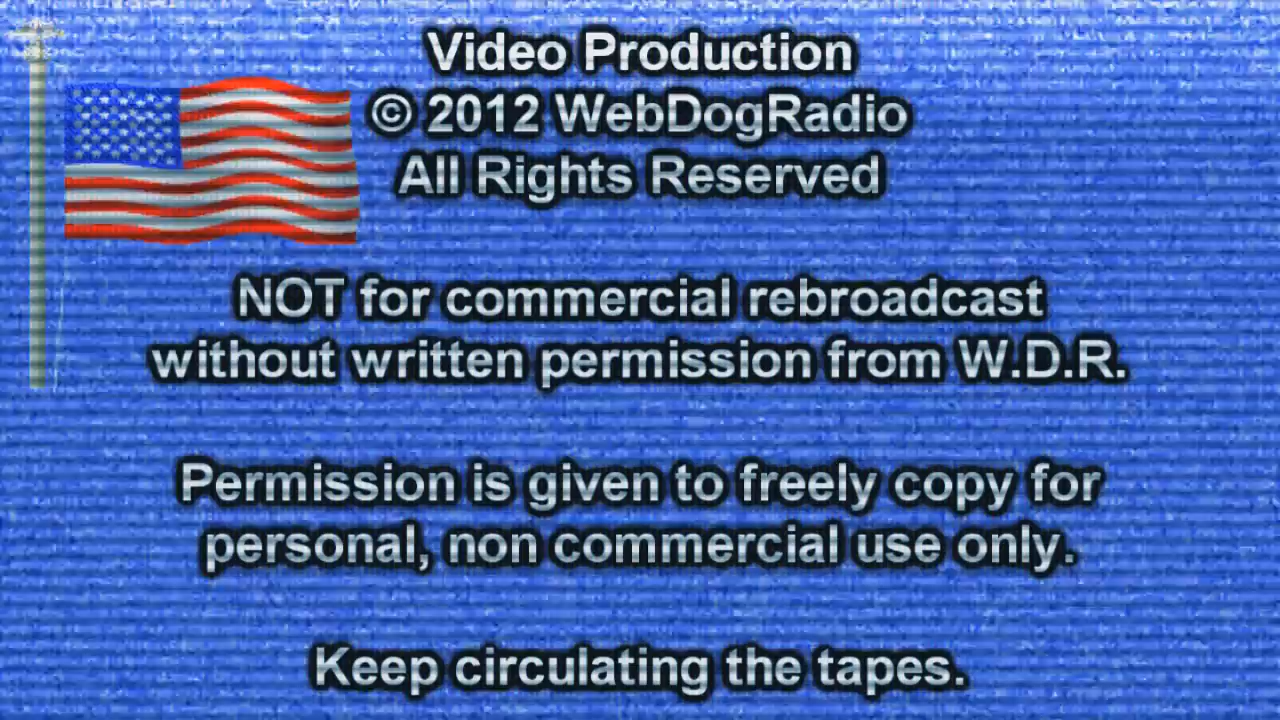 Video Production
© 2012 WebDogRadio
All Rights Reserved
NOT for commercial rebroadcast
without written permission from W.D.R.
Permission is given to freely copy for
personal, non commercial use only.
Keep circulating the tapes.